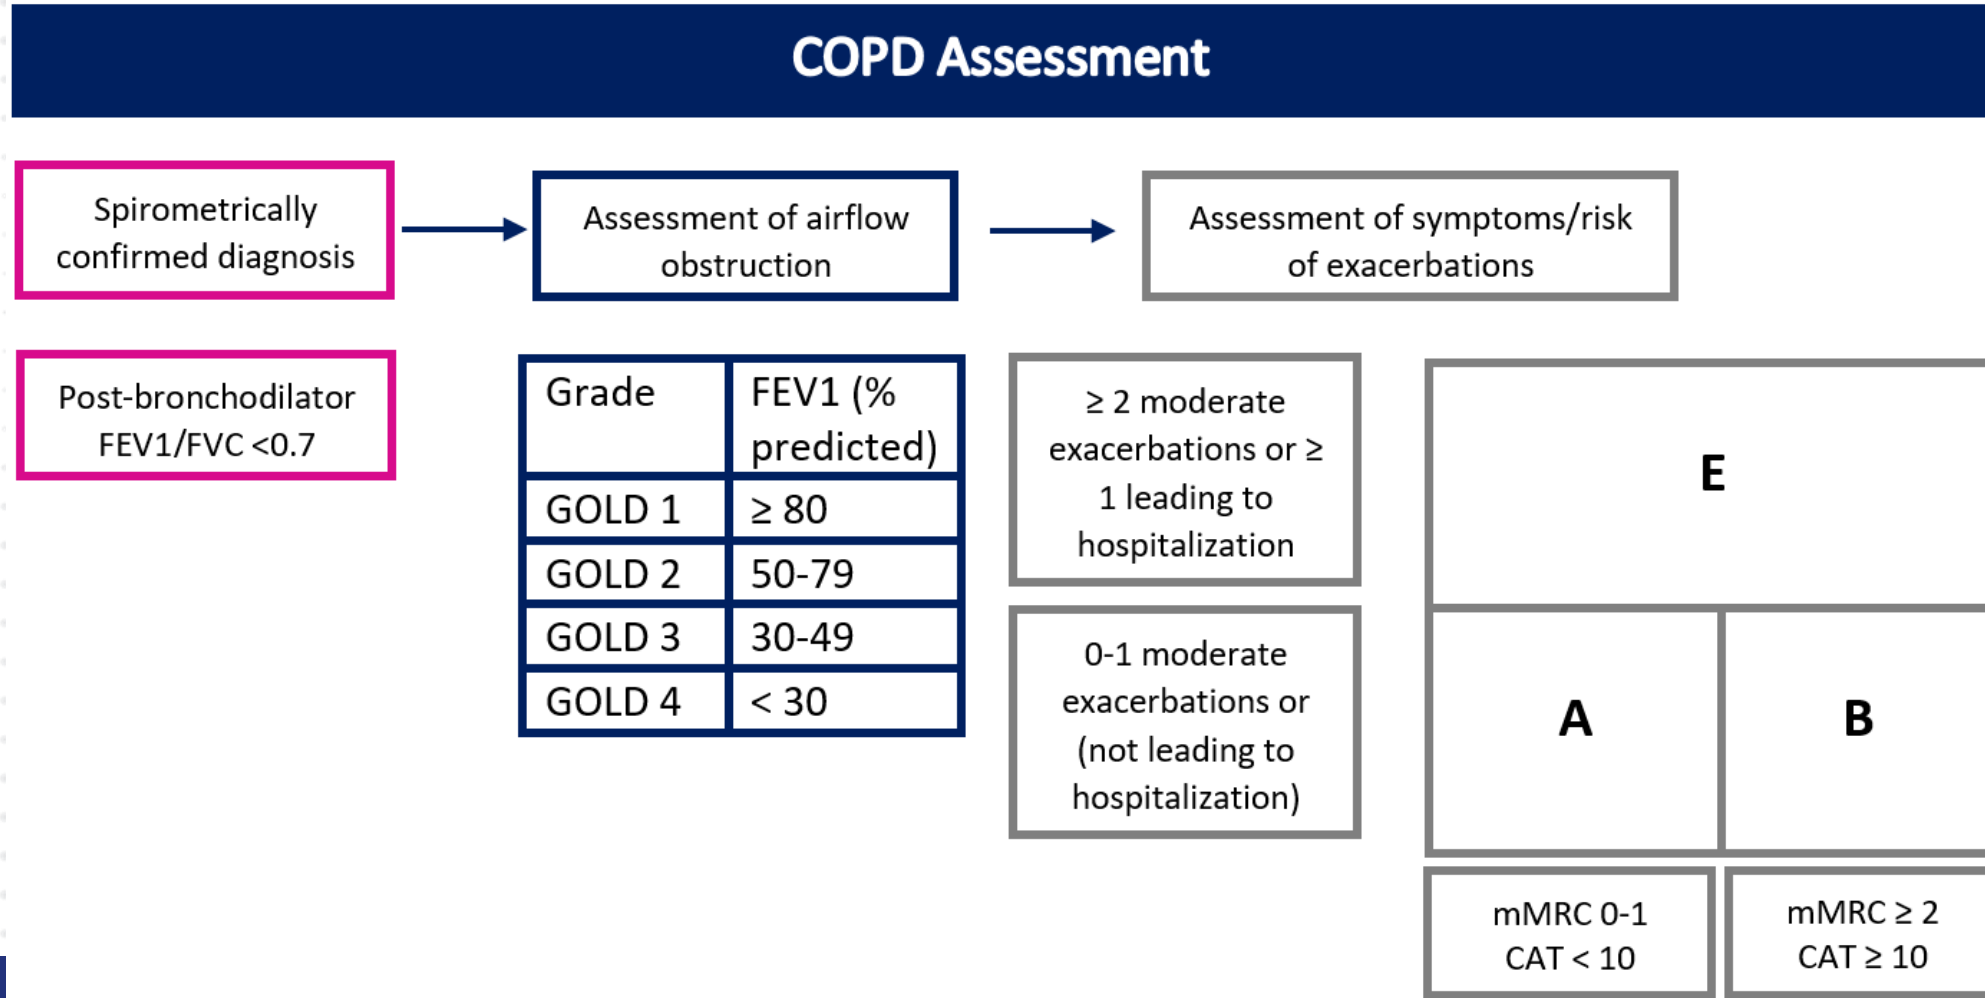 COPD Assessment
Spirometrically
confirmed diagnosis
Assessment of airflow
obstruction
Assessment of symptoms/risk
of exacerbations
Post-bronchodilator
FEV1/FVC <0.7
Grade
FEV1 (%
predicted)
GOLD 1
≥ 80
GOLD 2
50-79
GOLD 3
30-49
GOLD 4
< 30
≥ 2 moderate
exacerbations or ≥
1 leading to
hospitalization
0-1 moderate
exacerbations or
(not leading to
hospitalization)
E
A
B
mMRC 0-1
CAT < 10
mMRC ≥ 2
CAT ≥ 10